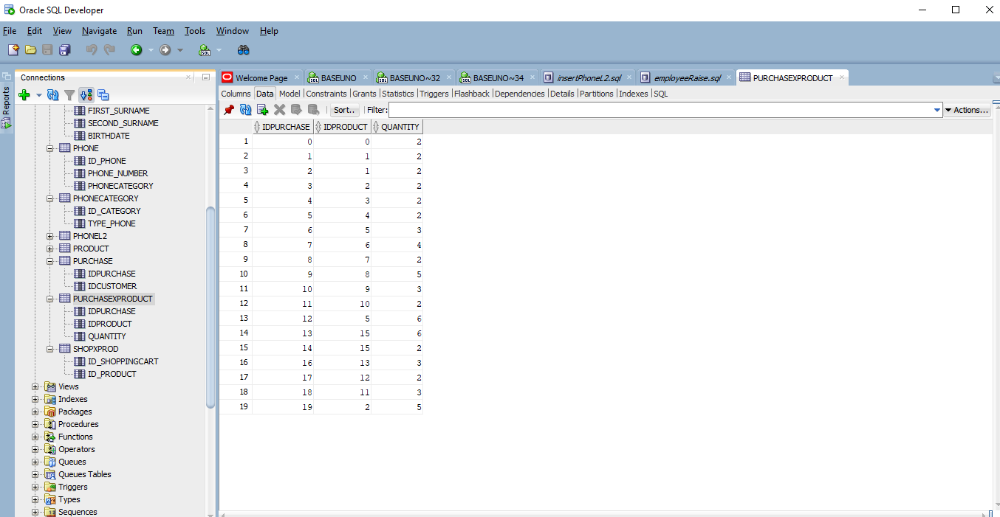 Oracle SQL Developer
File Edit View Navigate Run Team Tools Window Help
SQL
Reports
Connections
FIRST_SURNAME
SECOND_SURNAME
BIRTHDATE
PHONE
ID_PHONE
PHONE_NUMBER
PHONECATEGORY
PHONECATEGORY
ID_CATEGORY
TYPE_PHONE
PHONEL2
PRODUCT
PURCHASE
IDPURCHASE
IDCUSTOMER
PURCHASEXPRODUCT
IDPURCHASE
IDPRODUCT
QUANTITY
SHOPXPROD
ID_SHOPPINGCART
ID_PRODUCT
Views
Indexes
Packages
Procedures
Functions
Operators
Queues
Queues Tables
Triggers
Types
Sequences
Welcome Page BASEUNO BASEUNO~32 BASEUNO~34 insertPhoneL2.sql employeeRaise.sql PURCHASEXPRODUCT
Columns Data Model Constraints Grants Statistics Triggers Flashback Dependencies Details Partitions Indexes SQL
Sort.. Filter: Actions...
IDPURCHASE IDPRODUCT QUANTITY
1 0 0 2
2 1 1 2
3 2 1 2
4 3 2 2
5 4 3 2
6 5 4 2
7 6 5 3
8 7 6 4
9 8 7 2
10 9 8 5
11 10 9 3
12 11 10 2
13 12 5 6
14 13 15 6
15 14 15 2
16 16 13 3
17 17 12 2
18 18 11 3
19 19 2 5